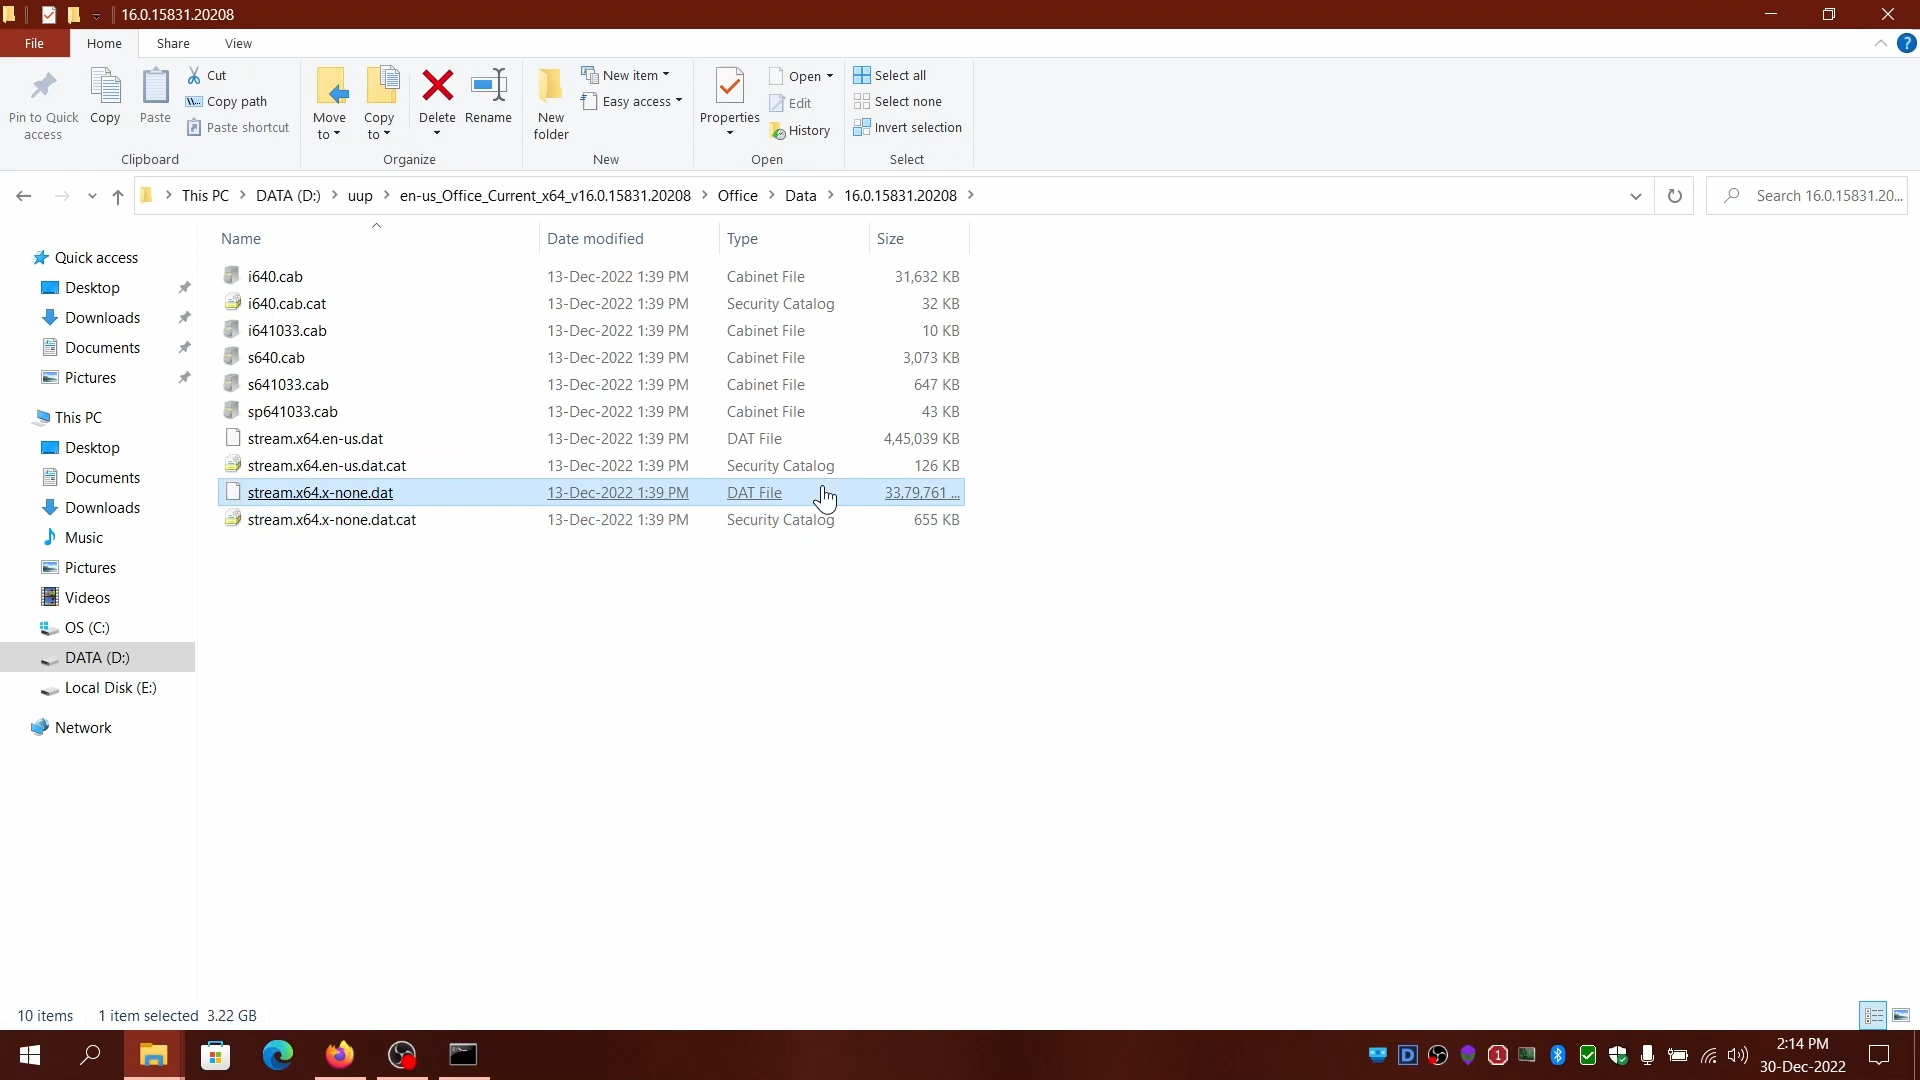 16.0.15831.20208
File Home Share View
Pin to Quick access
Copy
Paste
Cut
Copy path
Paste shortcut
Clipboard
Move to
Copy to
Delete
Rename
Organize
New folder
New item
Easy access
New
Properties
Open
Edit
History
Open
Select all
Select none
Invert selection
Select
This PC > DATA (D:) > uup > en-us_Office_Current_x64_v16.0.15831.20208 > Office > Data > 16.0.15831.20208 >
Search 16.0.15831.20...
Quick access
Desktop
Downloads
Documents
Pictures
This PC
Desktop
Documents
Downloads
Music
Pictures
Videos
OS (C:)
DATA (D:)
Local Disk (E:)
Network
Name Date modified Type Size
i640.cab 13-Dec-2022 1:39 PM Cabinet File 31,632 KB
i640.cab.cat 13-Dec-2022 1:39 PM Security Catalog 32 KB
i641033.cab 13-Dec-2022 1:39 PM Cabinet File 10 KB
s640.cab 13-Dec-2022 1:39 PM Cabinet File 3,073 KB
s641033.cab 13-Dec-2022 1:39 PM Cabinet File 647 KB
sp641033.cab 13-Dec-2022 1:39 PM Cabinet File 43 KB
stream.x64.en-us.dat 13-Dec-2022 1:39 PM DAT File 4,45,039 KB
stream.x64.en-us.dat.cat 13-Dec-2022 1:39 PM Security Catalog 126 KB
stream.x64.x-none.dat 13-Dec-2022 1:39 PM DAT File 33,79,761 ...
stream.x64.x-none.dat.cat 13-Dec-2022 1:39 PM Security Catalog 655 KB
10 items 1 item selected 3.22 GB
2:14 PM
30-Dec-2022